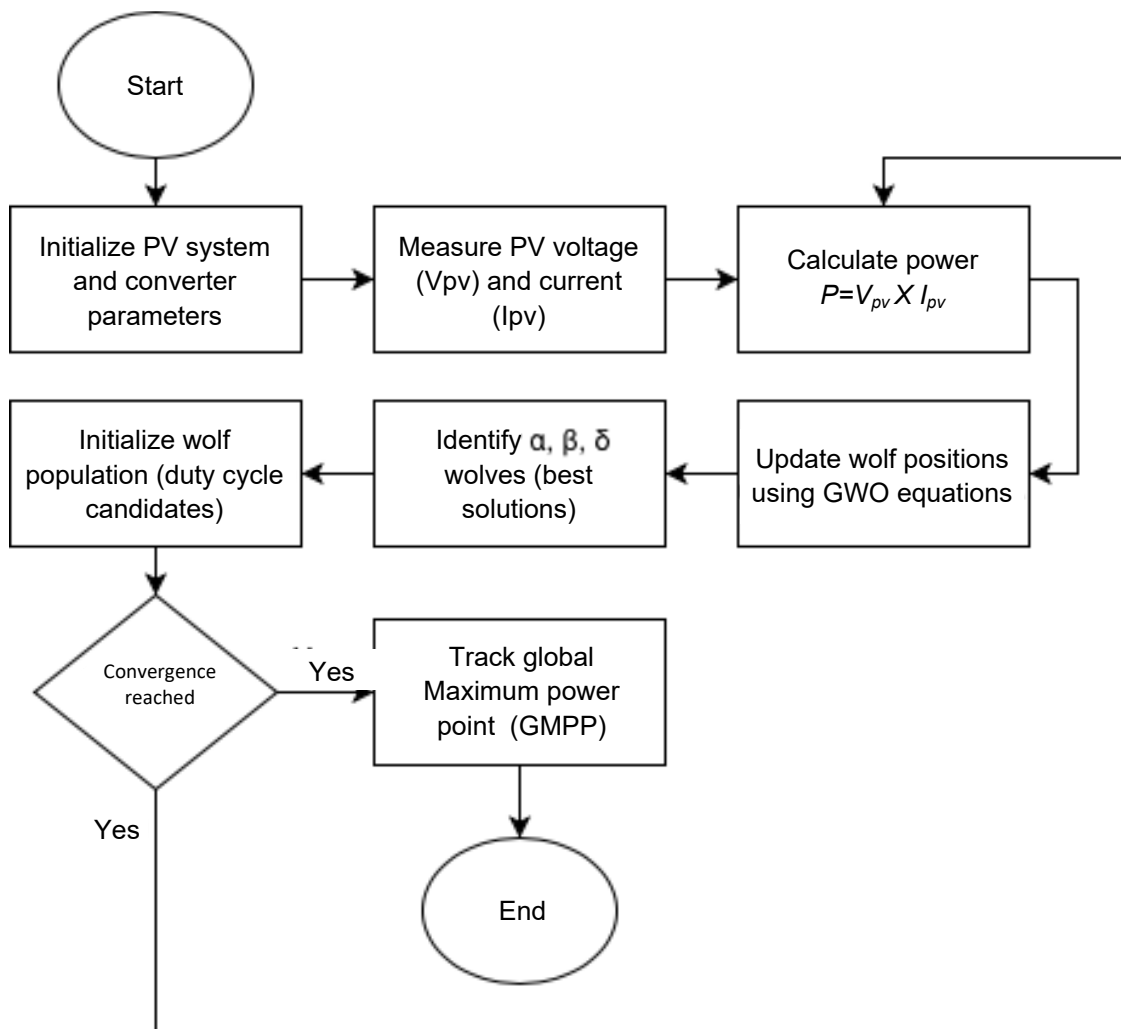 Start
Initialize PV system
and converter
parameters
Measure PV voltage
(Vpv) and current
(Ipv)
Calculate power
P=Vpv X Ipv
Initialize wolf
population (duty cycle
candidates)
Identify α, β, δ
wolves (best
solutions)
Update wolf positions
using GWO equations
Convergence
reached
Yes
Track global
Maximum power
point (GMPP)
Yes
End